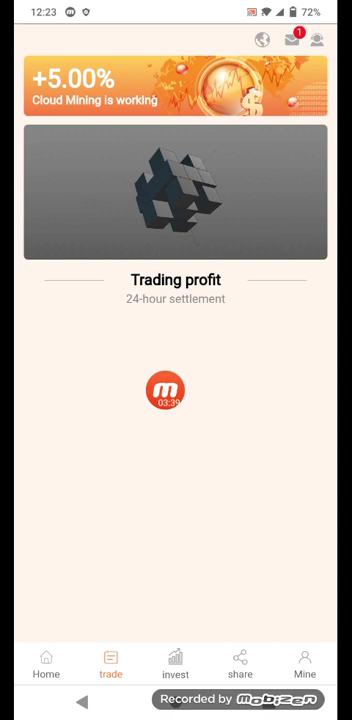 12:23
72%
1
+5.00%
Cloud Mining is working
$
Trading profit
24-hour settlement
m
03:39
Home
trade
invest
share
Mine
Recorded by mobizen